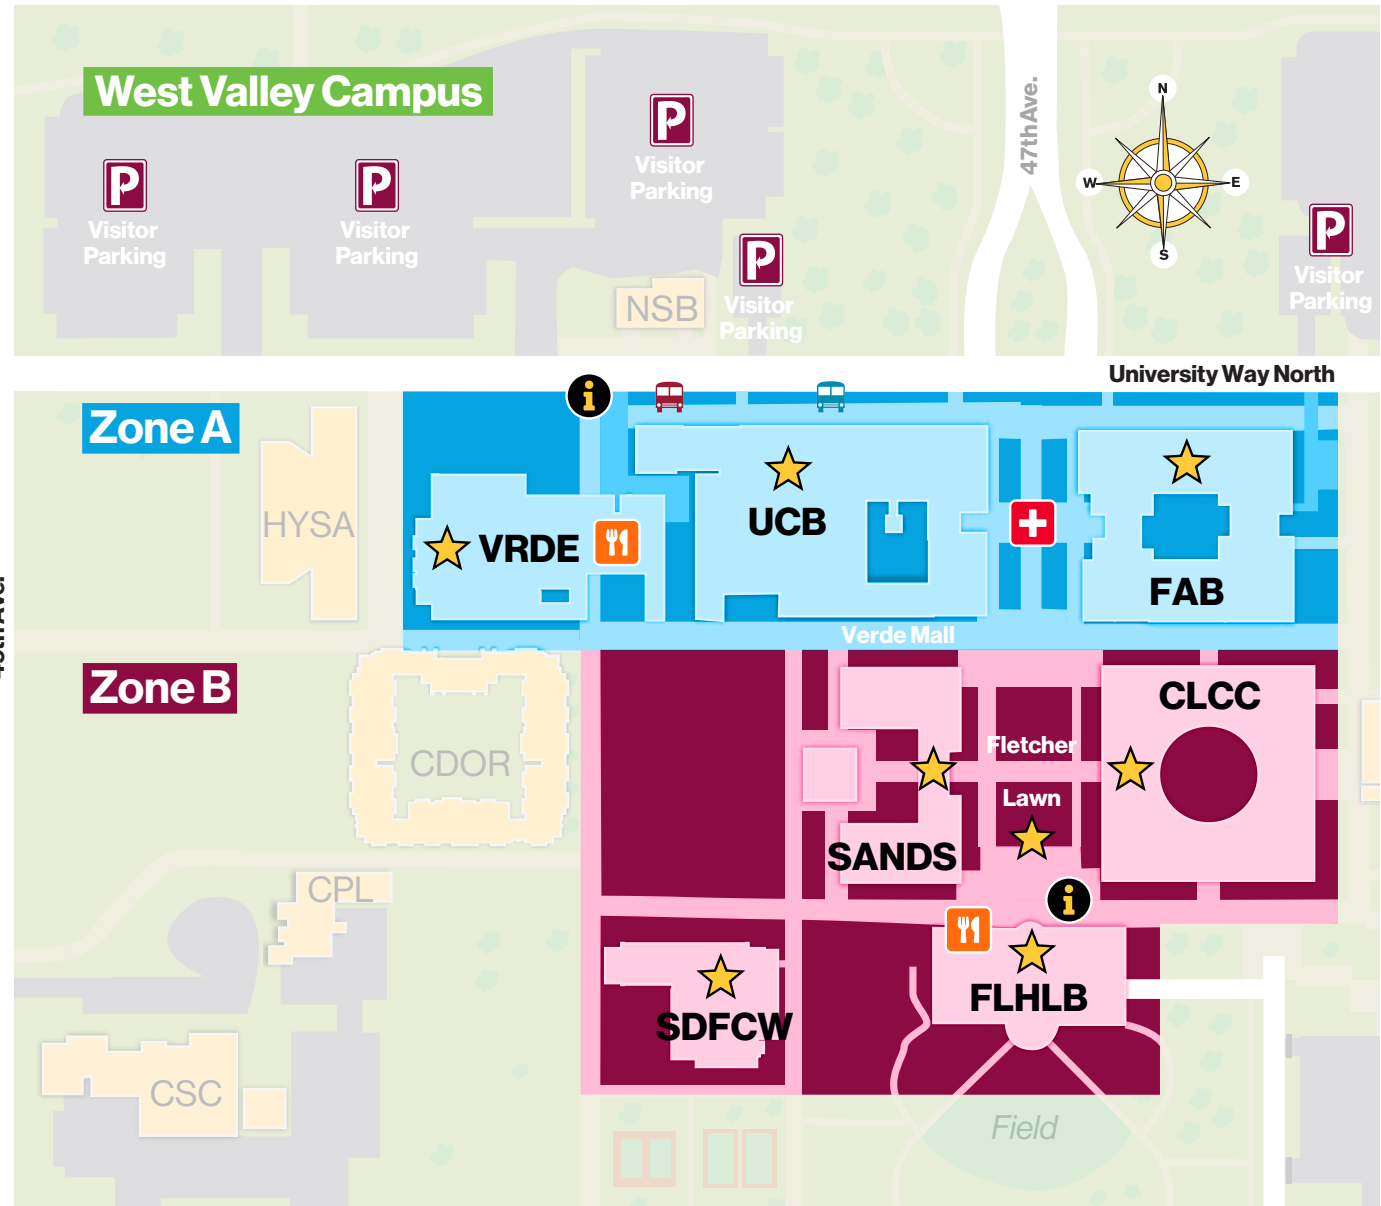 West Valley Campus
P
Visitor
Parking
P
Visitor
Parking
P
Visitor
Parking
P
Visitor
Parking
P
Visitor
Parking
47th Ave.
N
W
E
S
NSB
University Way North
i
Zone A
HYSA
VRDE
UCB
FAB
Verde Mall
Zone B
CDOR
CLCC
Fletcher
Lawn
SANDS
CPL
i
FLHLB
SDFCW
CSC
Field